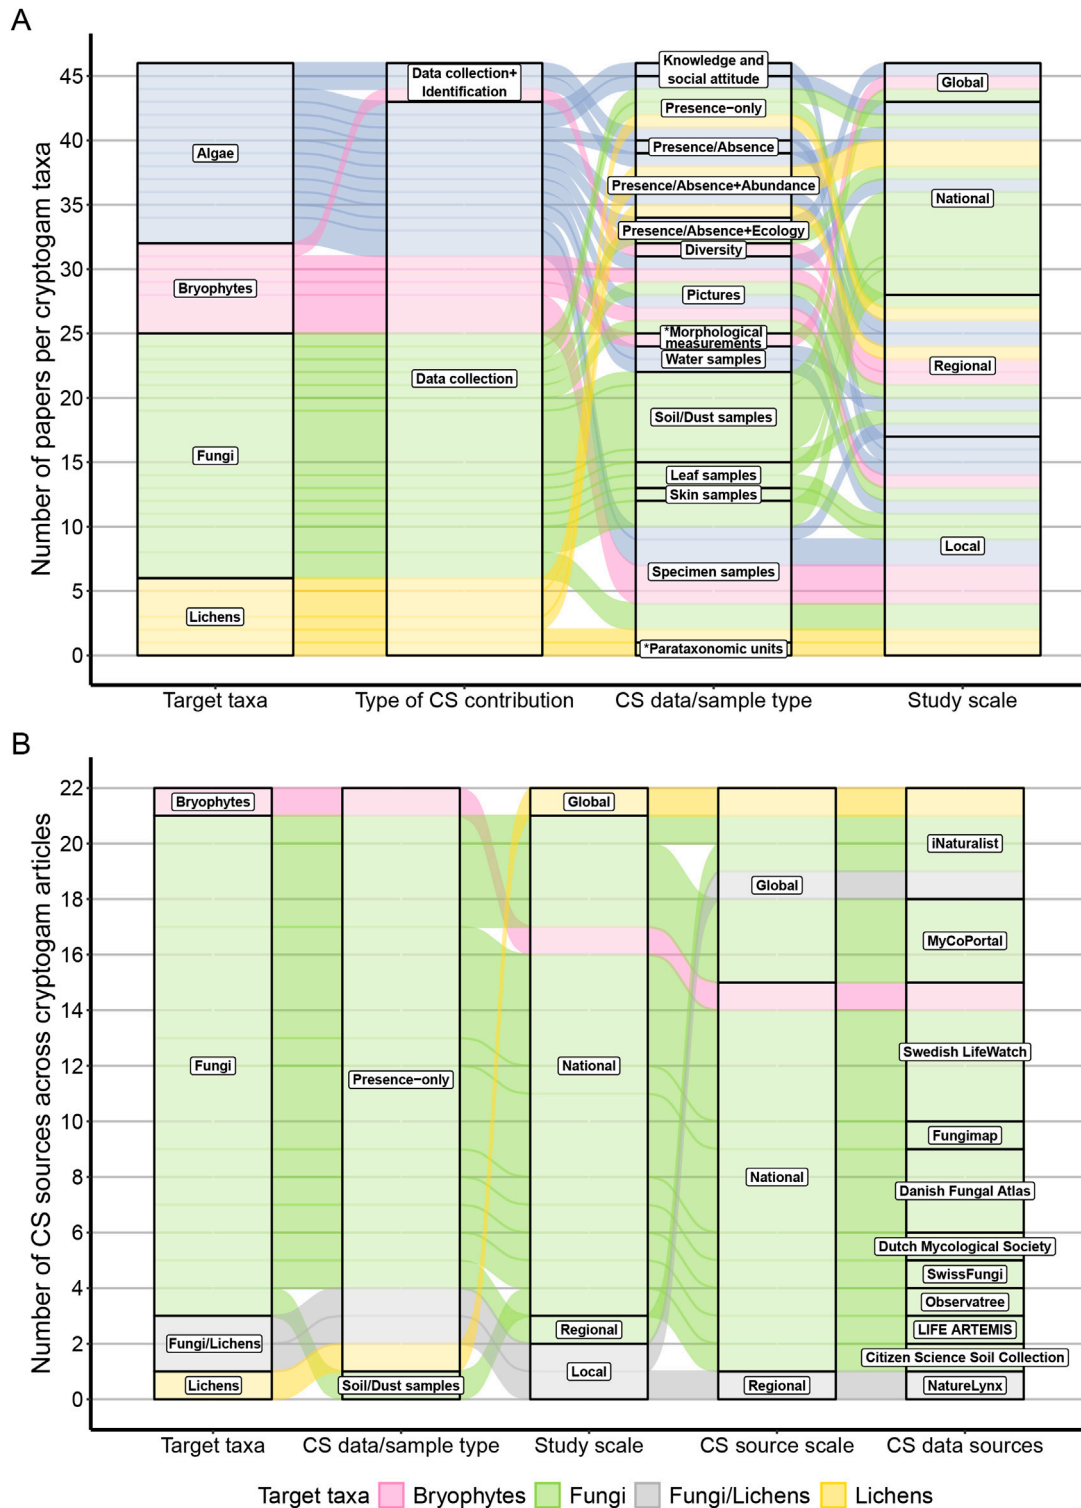 A
Number of papers per cryptogam taxa
45
40
35
30
25
20
15
10
5
0
Algae
Bryophytes
Fungi
Lichens
Data collection+
Identification
Data collection
Knowledge and
social attitude
Presence-only
Presence/Absence
Presence/Absence+Abundance
Presence/Absence+Ecology
Diversity
Pictures
*Morphological
measurements
Water samples
Soil/Dust samples
Leaf samples
Skin samples
Specimen samples
*Parataxonomic units
Global
National
Regional
Local
Target taxa
Type of CS contribution
CS data/sample type
Study scale
B
Number of CS sources across cryptogam articles
22
20
18
16
14
12
10
8
6
4
2
0
Bryophytes
Fungi
Fungi/Lichens
Lichens
Presence-only
Soil/Dust samples
Global
National
Regional
Local
Global
National
Regional
iNaturalist
MyCoPortal
Swedish LifeWatch
Fungimap
Danish Fungal Atlas
Dutch Mycological Society
SwissFungi
Observatree
LIFE ARTEMIS
Citizen Science Soil Collection
NatureLynx
Target taxa
CS data/sample type
Study scale
CS source scale
CS data sources
Target taxa Bryophytes Fungi Fungi/Lichens Lichens